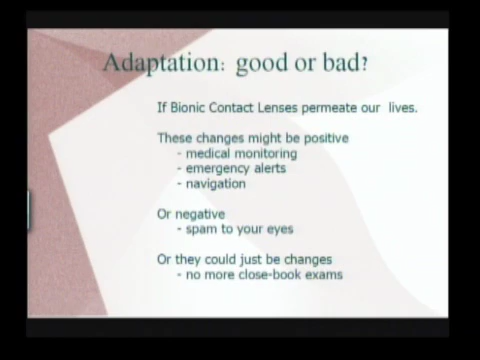 Adaptation: good or bad?
If Bionic Contact Lenses permeate our lives.
These changes might be positive
- medical monitoring
- emergency alerts
- navigation
Or negative
- spam to your eyes
Or they could just be changes
- no more close-book exams